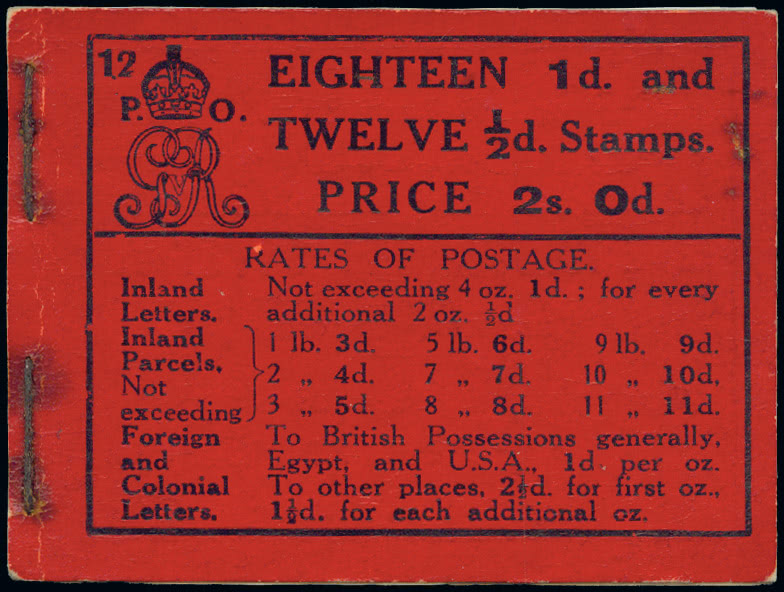 12
P. O.
GRV
EIGHTEEN 1d. and
TWELVE ½d. Stamps.
PRICE 2s. 0d.
RATES OF POSTAGE.
Inland Letters. Not exceeding 4 oz. 1d. ; for every
additional 2 oz. ½d
Inland Parcels, Not exceeding
1 lb. 3d. 5 lb. 6d. 9 lb. 9d.
2 „ 4d. 7 „ 7d. 10 „ 10d.
3 „ 5d. 8 „ 8d. 11 „ 11d.
Foreign and Colonial Letters.
To British Possessions generally,
Egypt, and U.S.A., 1d. per oz.
To other places, 2½d. for first oz.,
1½d. for each additional oz.